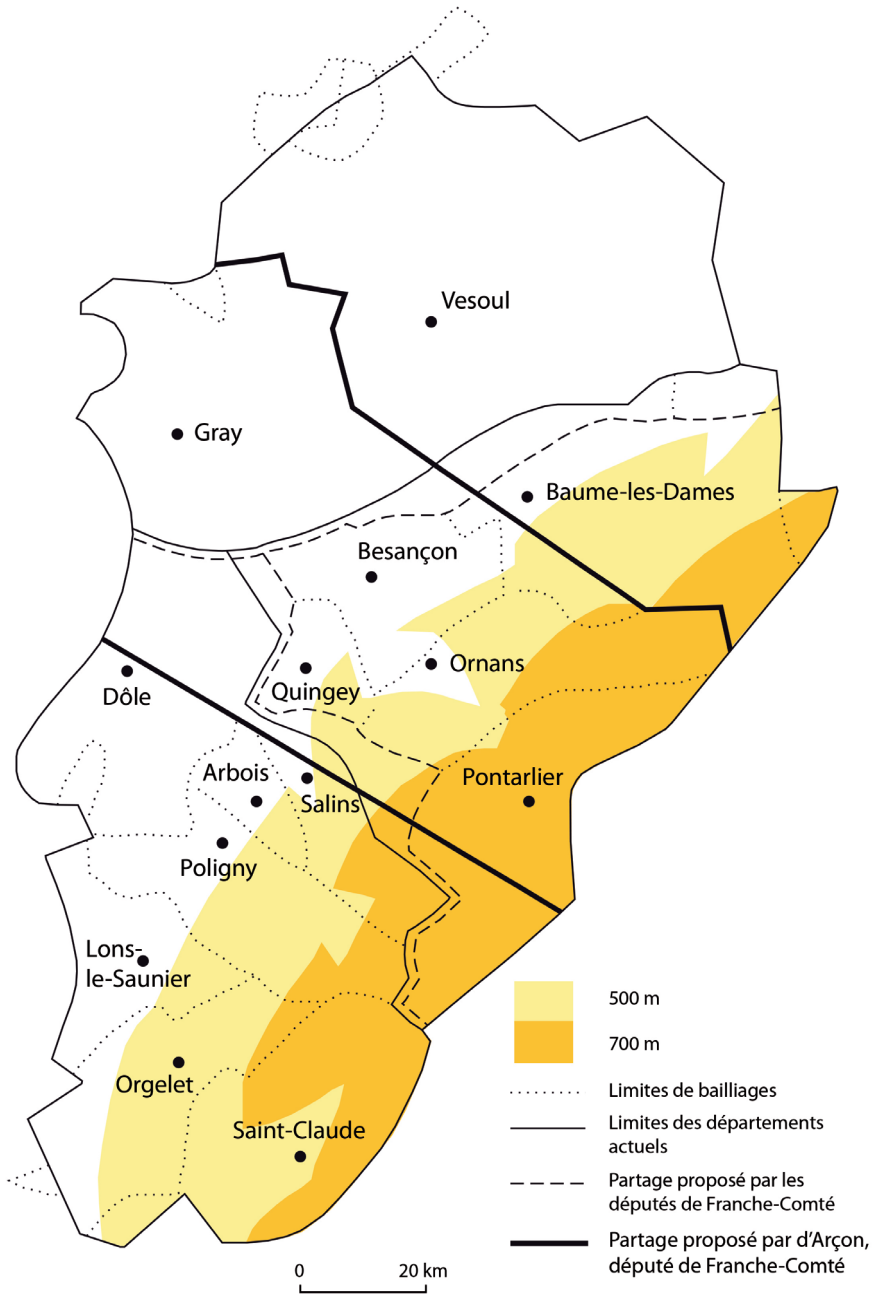 Vesoul
Gray
Baume-les-Dames
Besançon
Ornans
Quingey
Dôle
Arbois
Salins
Pontarlier
Poligny
Lons-
le-Saunier
Orgelet
Saint-Claude
500 m
700 m
Limites de bailliages
Limites des départements
actuels
Partage proposé par les
députés de Franche-Comté
Partage proposé par d'Arçon,
député de Franche-Comté
0 20 km